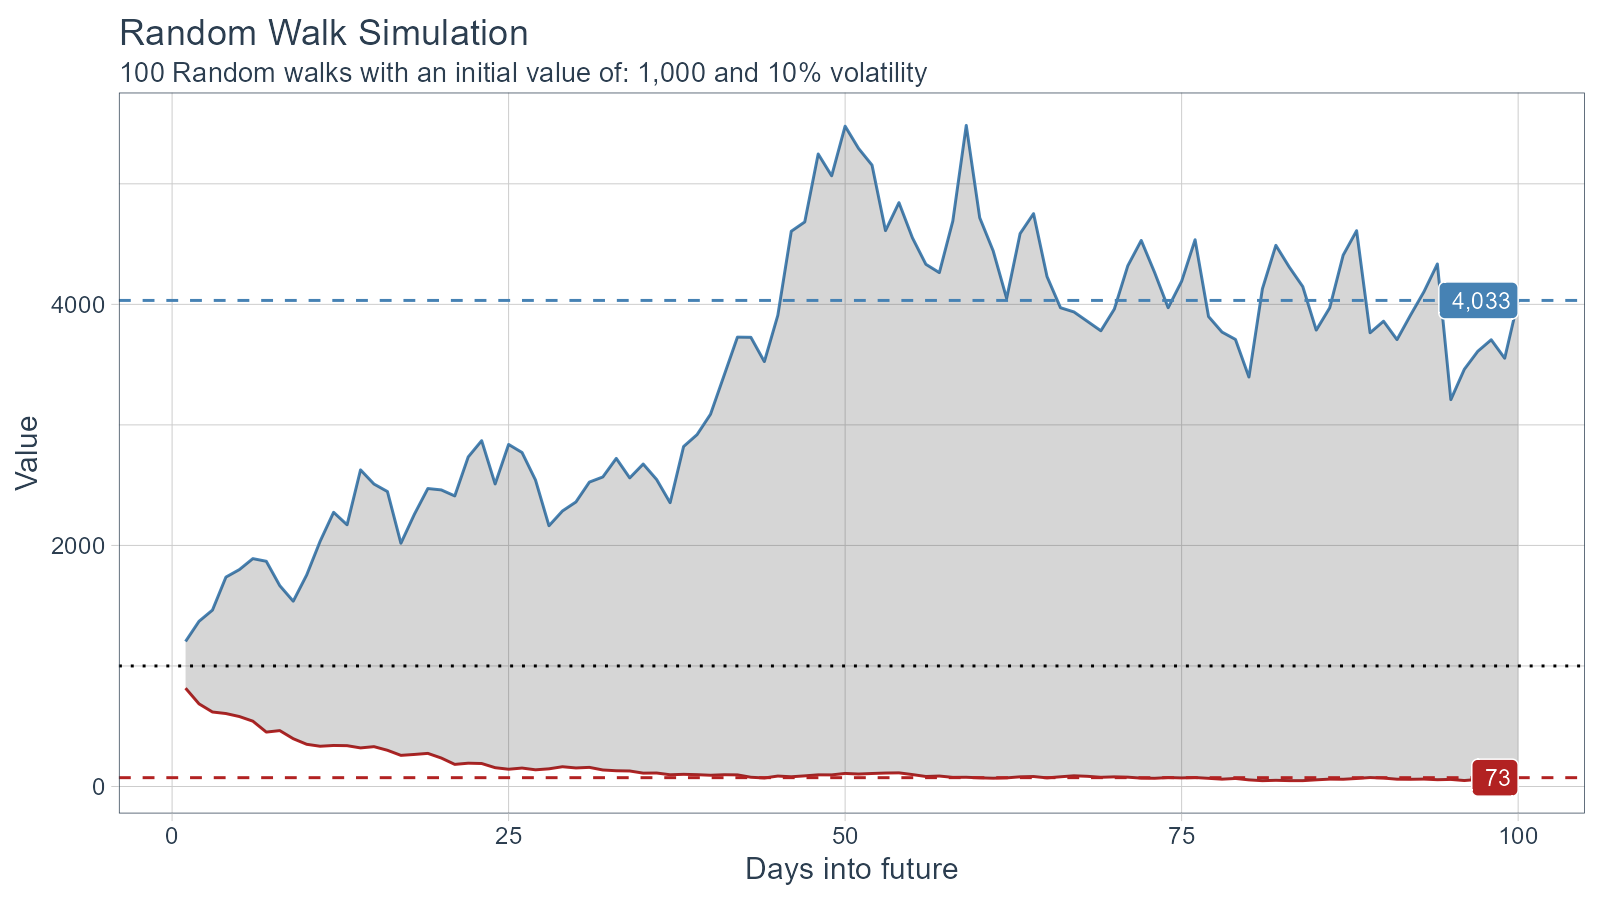 Random Walk Simulation
100 Random walks with an initial value of: 1,000 and 10% volatility
Value
4000
2000
0
4,033
73
0
25
50
75
100
Days into future